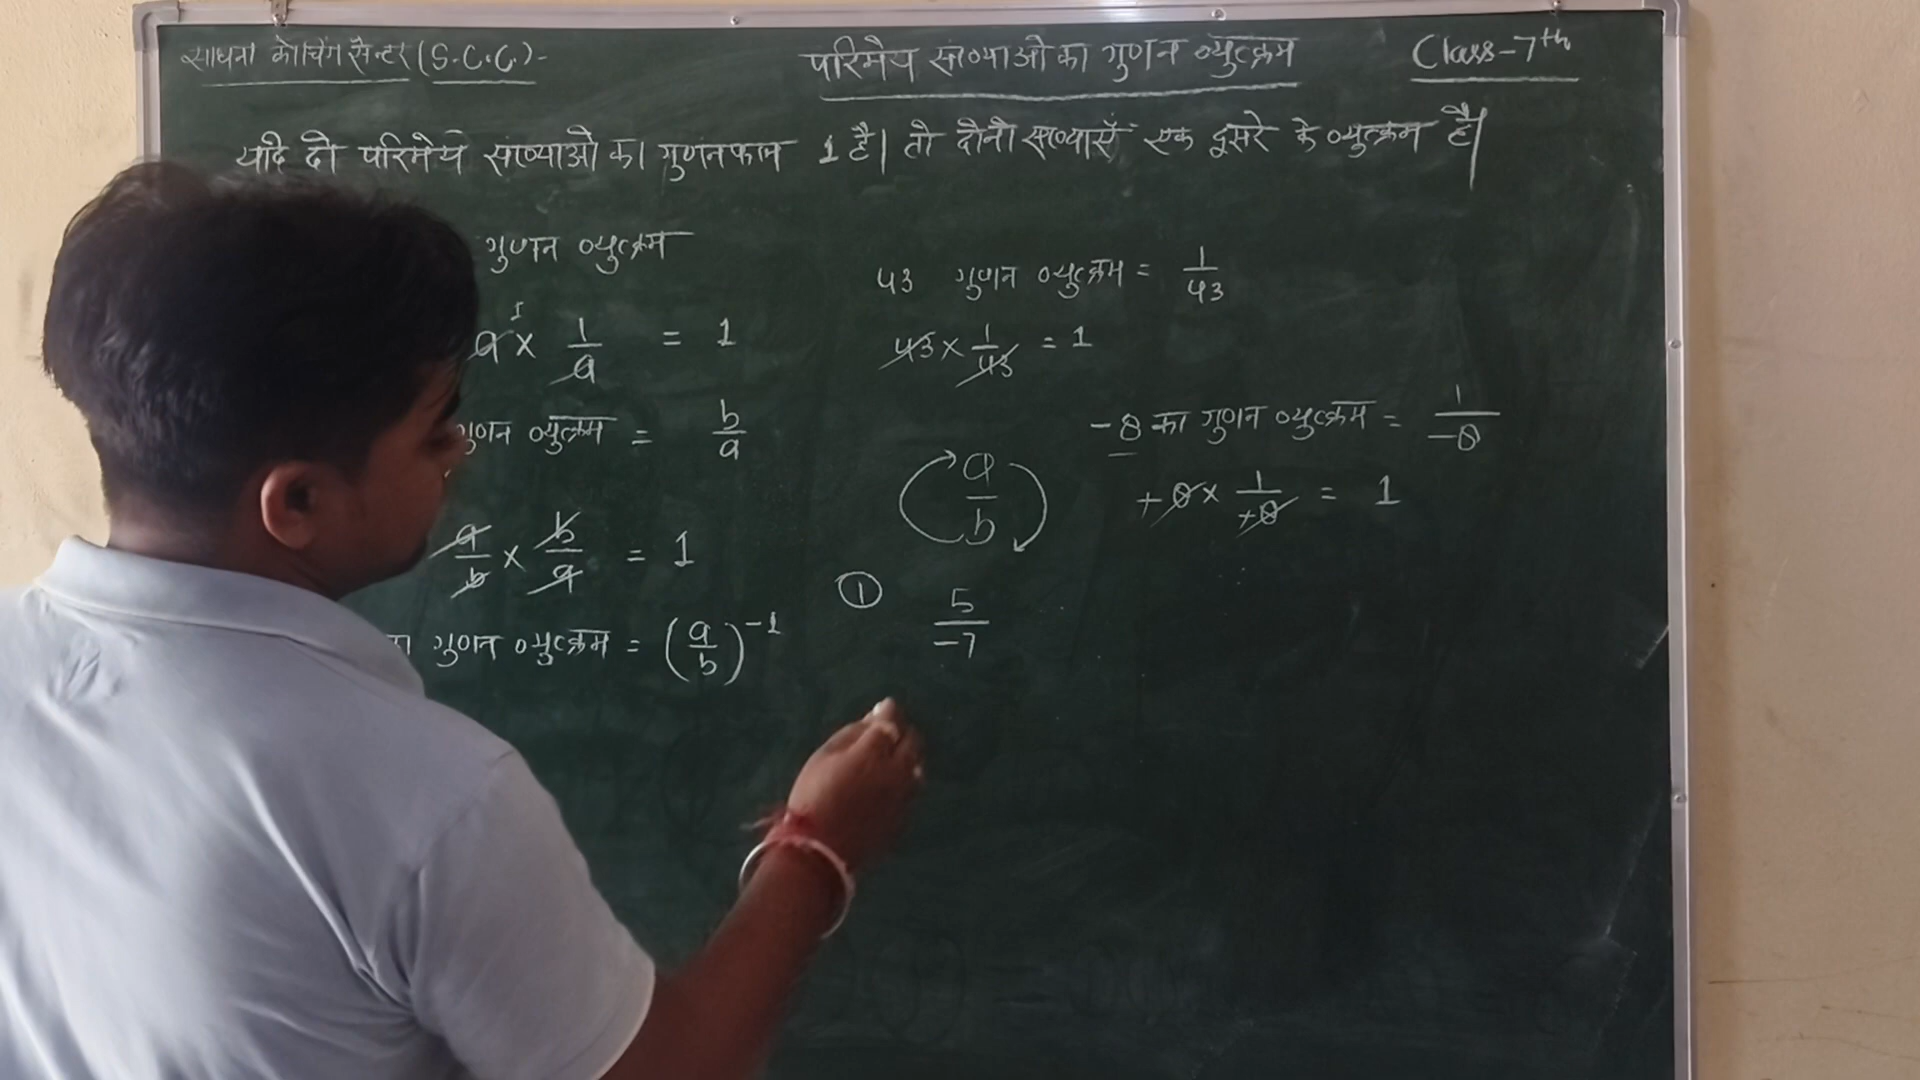 साधना कोचिंग सेन्टर (S.C.C.)-
परिमेय संख्याओ का गुणन व्युत्क्रम
Class-7th
यदि दो परिमेय संख्याओ का गुणनफल 1 है। तो दोनो संख्याएँ एक दूसरे के व्युत्क्रम है।
गुणन व्युत्क्रम
a × 1/a = 1
गुणन व्युत्क्रम = b/a
a/b × b/a = 1
गुणन व्युत्क्रम = (a/b)^-1
43 गुणन व्युत्क्रम = 1/43
43 × 1/43 = 1
-8 का गुणन व्युत्क्रम = 1/-8
+8 × 1/+8 = 1
a/b
① 5/-7